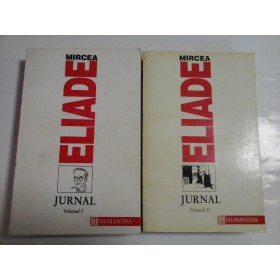 MIRCEA
ELIADE
JURNAL
Volumul I
HUMANITAS
MIRCEA
ELIADE
JURNAL
Volumul II
HUMANITAS